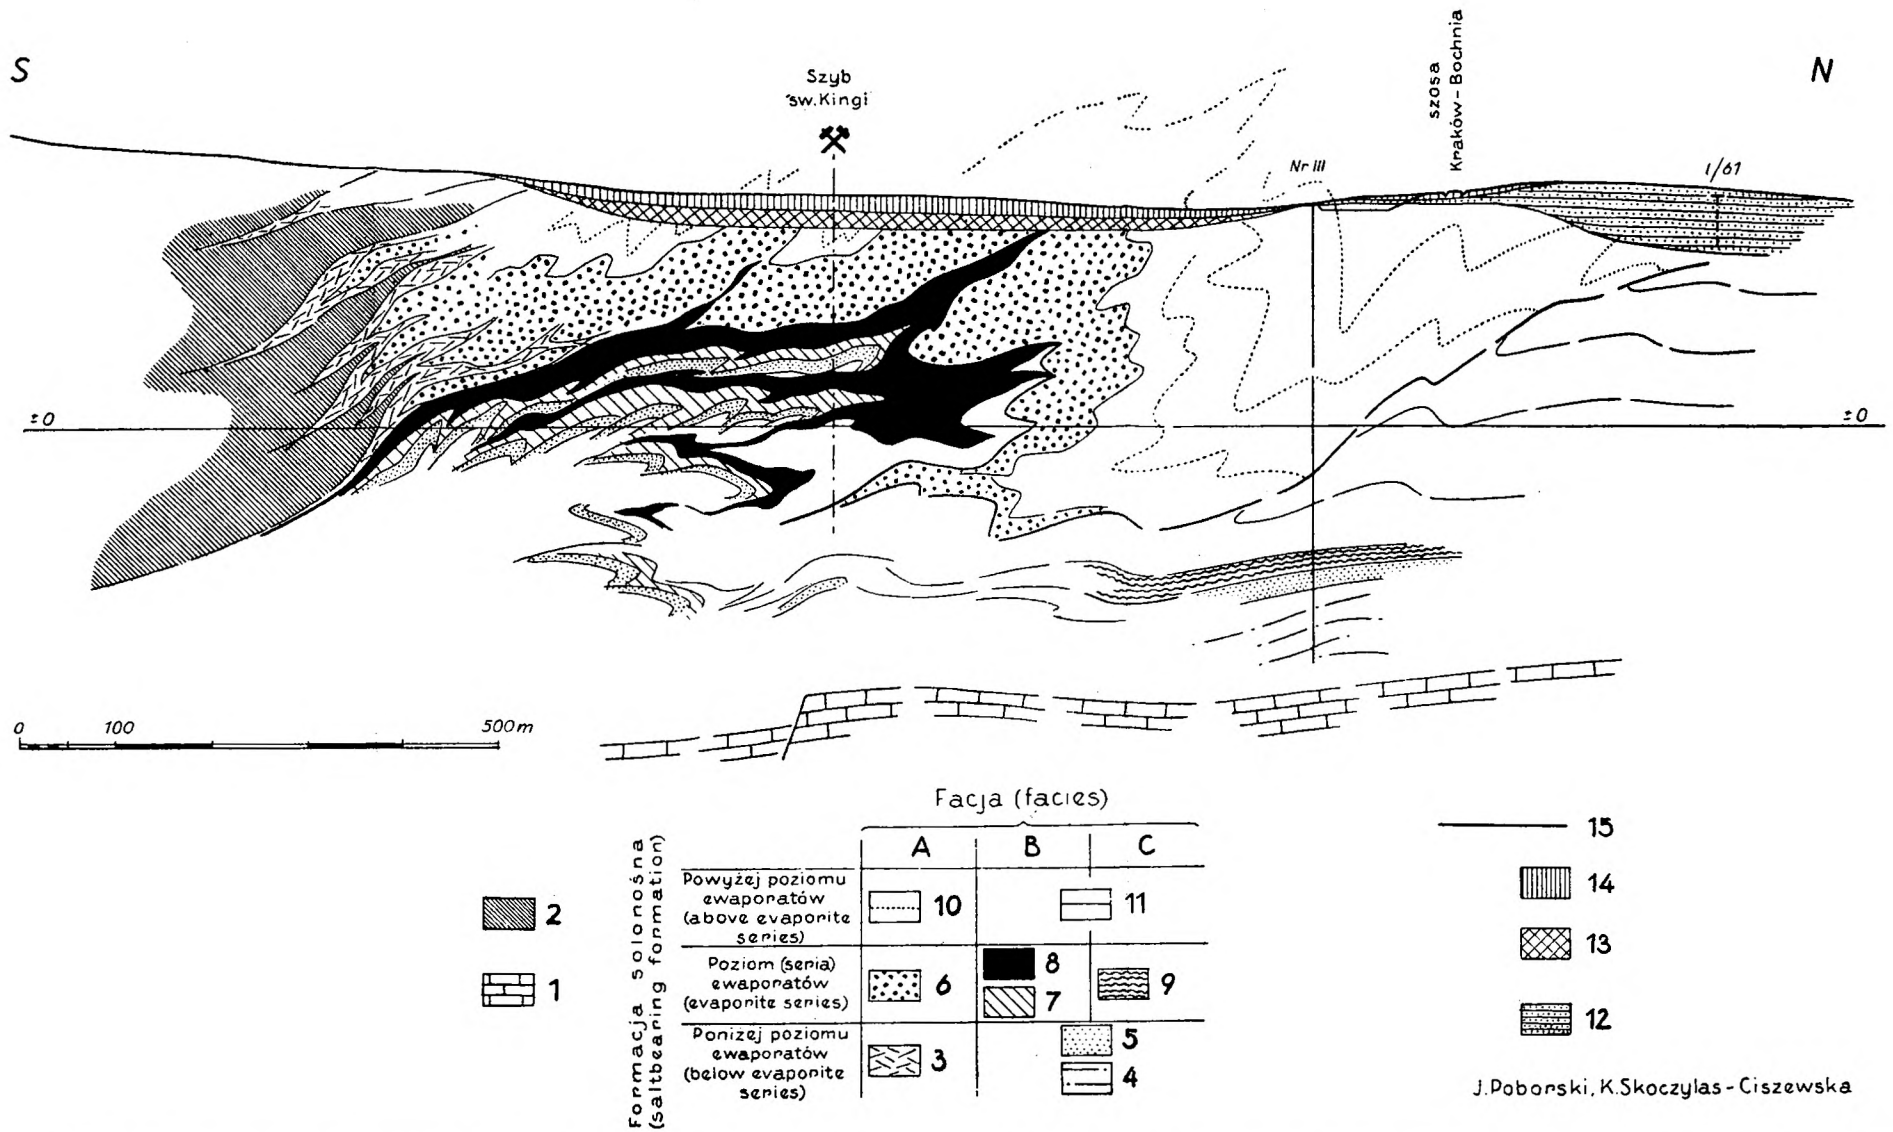 S
N
Szyb
św. Kingi
szosa
Kraków-Bochnia
Nr III
1/61
±0
±0
0 100 500 m
Facja (facies)
Formacja solonośna
(saltbearing formation)
A B C
Powyżej poziomu
ewaporatów
(above evaporite
series)
10
11
Poziom (seria)
ewaporatów
(evaporite series)
6
8
7
9
Poniżej poziomu
ewaporatów
(below evaporite
series)
3
5
4
2
1
15
14
13
12
J. Poborski, K. Skoczylas-Ciszewska